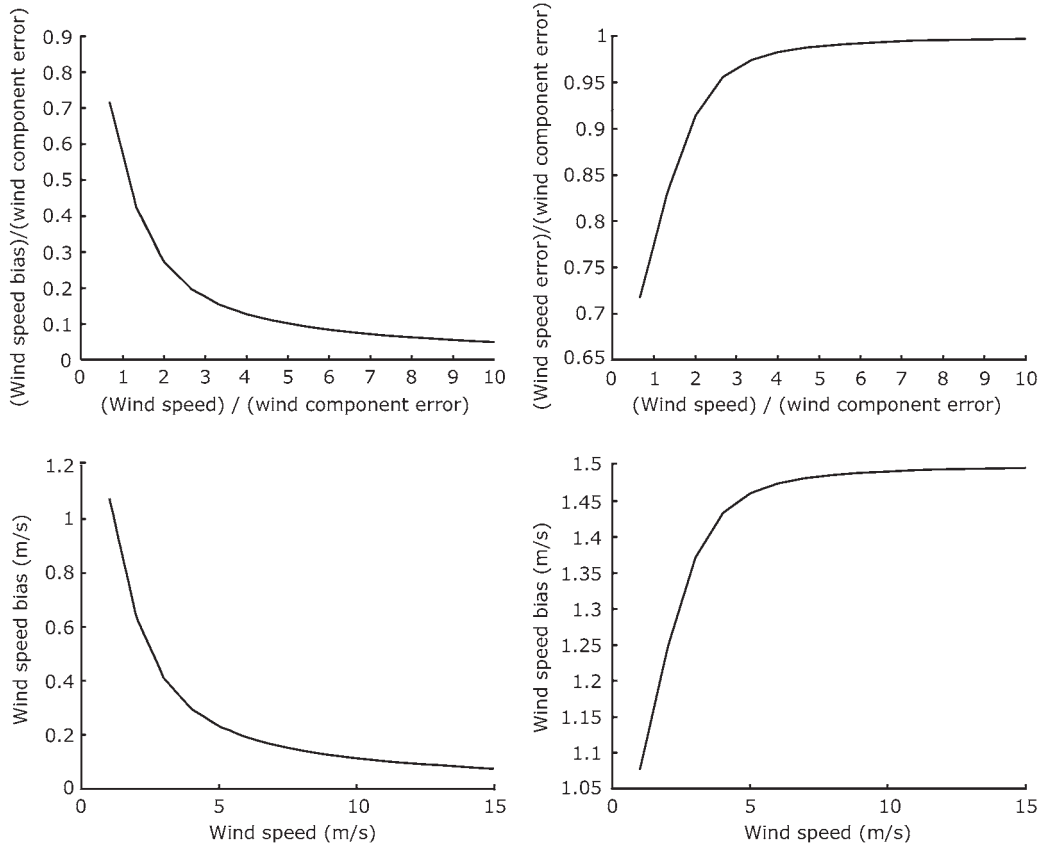 (Wind speed bias)/(wind component error)
0.9
0.8
0.7
0.6
0.5
0.4
0.3
0.2
0.1
0
0 1 2 3 4 5 6 7 8 9 10
(Wind speed) / (wind component error)
(Wind speed error)/(wind component error)
1
0.95
0.9
0.85
0.8
0.75
0.7
0.65
0 1 2 3 4 5 6 7 8 9 10
(Wind speed) / (wind component error)
Wind speed bias (m/s)
1.2
1
0.8
0.6
0.4
0.2
0
0 5 10 15
Wind speed (m/s)
Wind speed bias (m/s)
1.5
1.45
1.4
1.35
1.3
1.25
1.2
1.15
1.1
1.05
0 5 10 15
Wind speed (m/s)